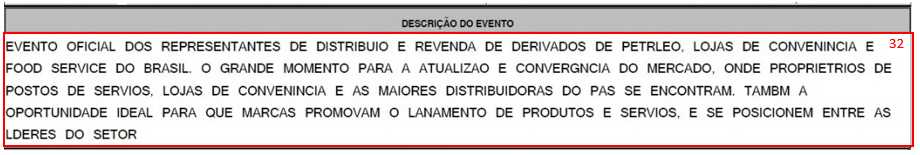 DESCRIÇÃO DO EVENTO
EVENTO OFICIAL DOS REPRESENTANTES DE DISTRIBUIO E REVENDA DE DERIVADOS DE PETRLEO, LOJAS DE CONVENINCIA E 32
FOOD SERVICE DO BRASIL. O GRANDE MOMENTO PARA A ATUALIZAO E CONVERGNCIA DO MERCADO, ONDE PROPRIETRIOS DE
POSTOS DE SERVIOS, LOJAS DE CONVENINCIA E AS MAIORES DISTRIBUIDORAS DO PAS SE ENCONTRAM. TAMBM A
OPORTUNIDADE IDEAL PARA QUE MARCAS PROMOVAM O LANAMENTO DE PRODUTOS E SERVIOS, E SE POSICIONEM ENTRE AS
LDERES DO SETOR